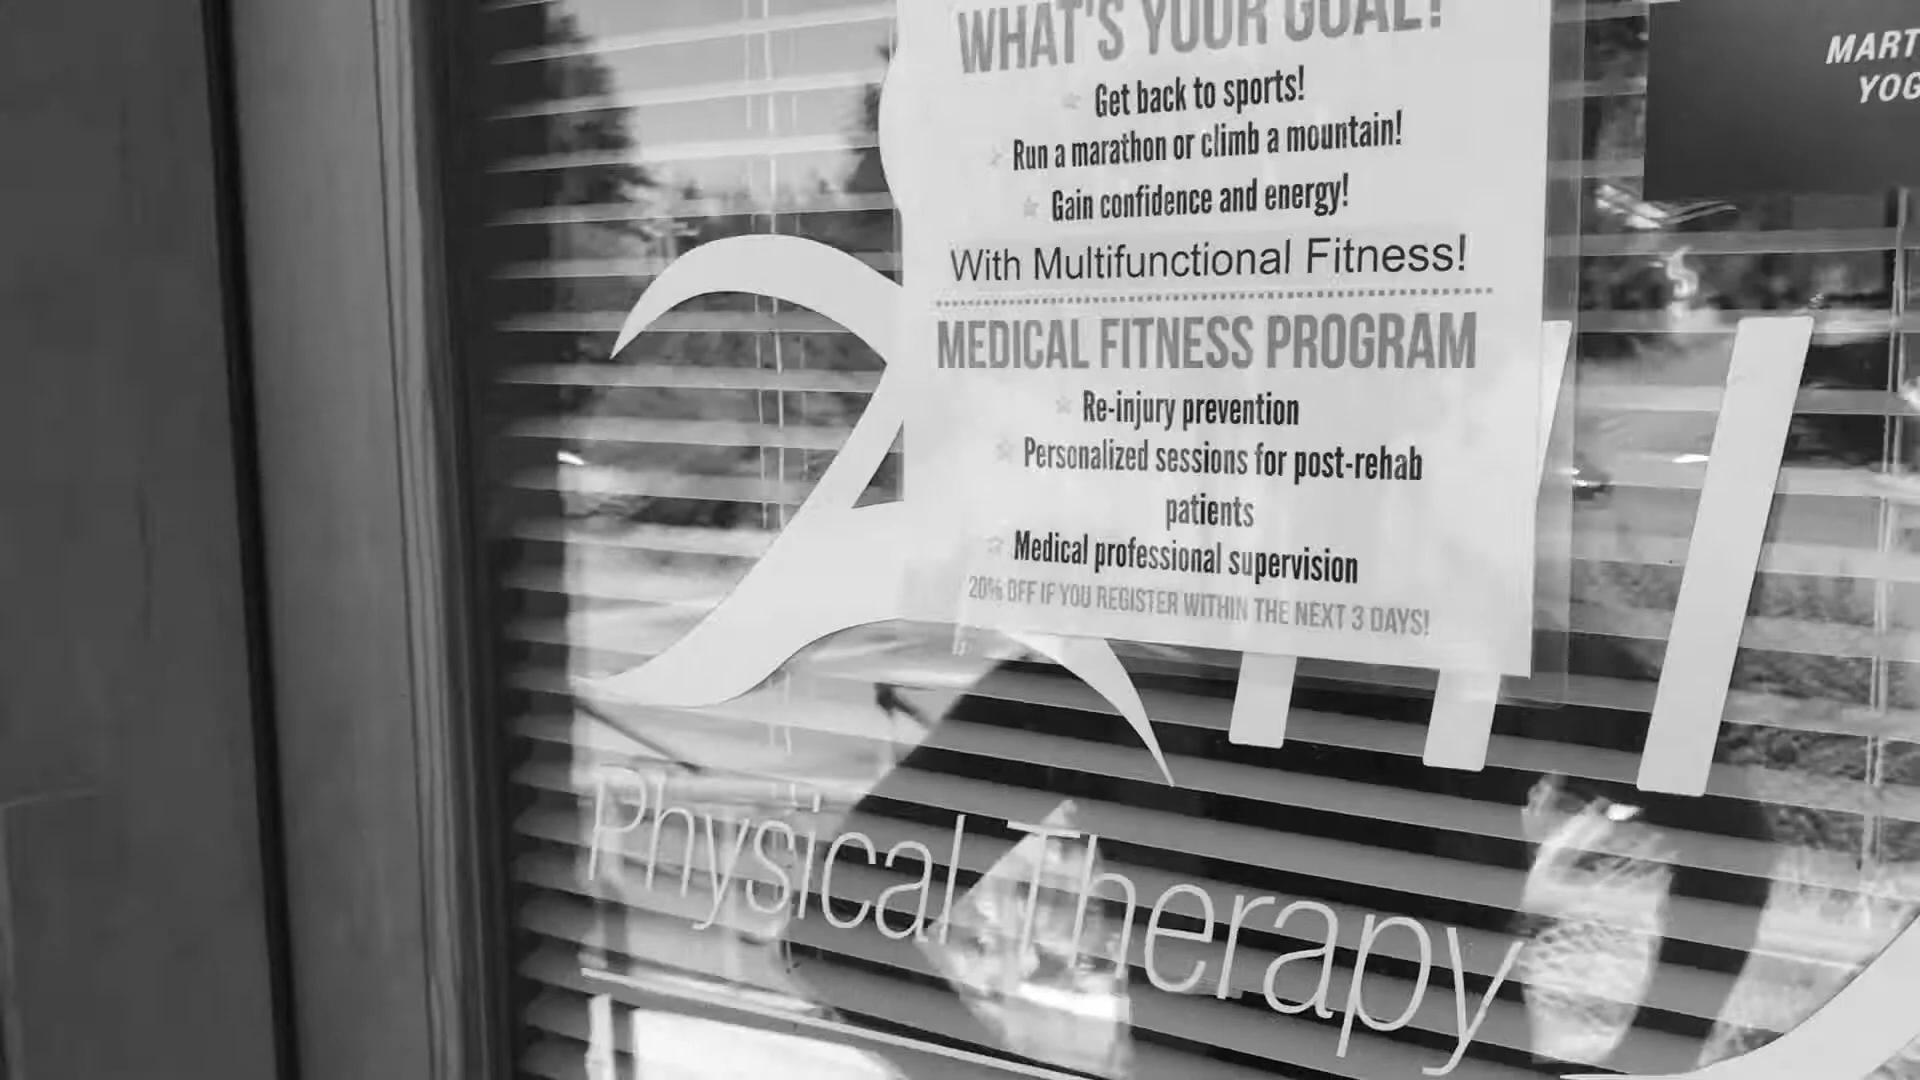 WHAT'S YOUR GOAL?
Get back to sports!
Run a marathon or climb a mountain!
Gain confidence and energy!
With Multifunctional Fitness!
MEDICAL FITNESS PROGRAM
Re-injury prevention
Personalized sessions for post-rehab
patients
Medical professional supervision
20% OFF IF YOU REGISTER WITHIN THE NEXT 3 DAYS!
MART
YOG
Physical Therapy